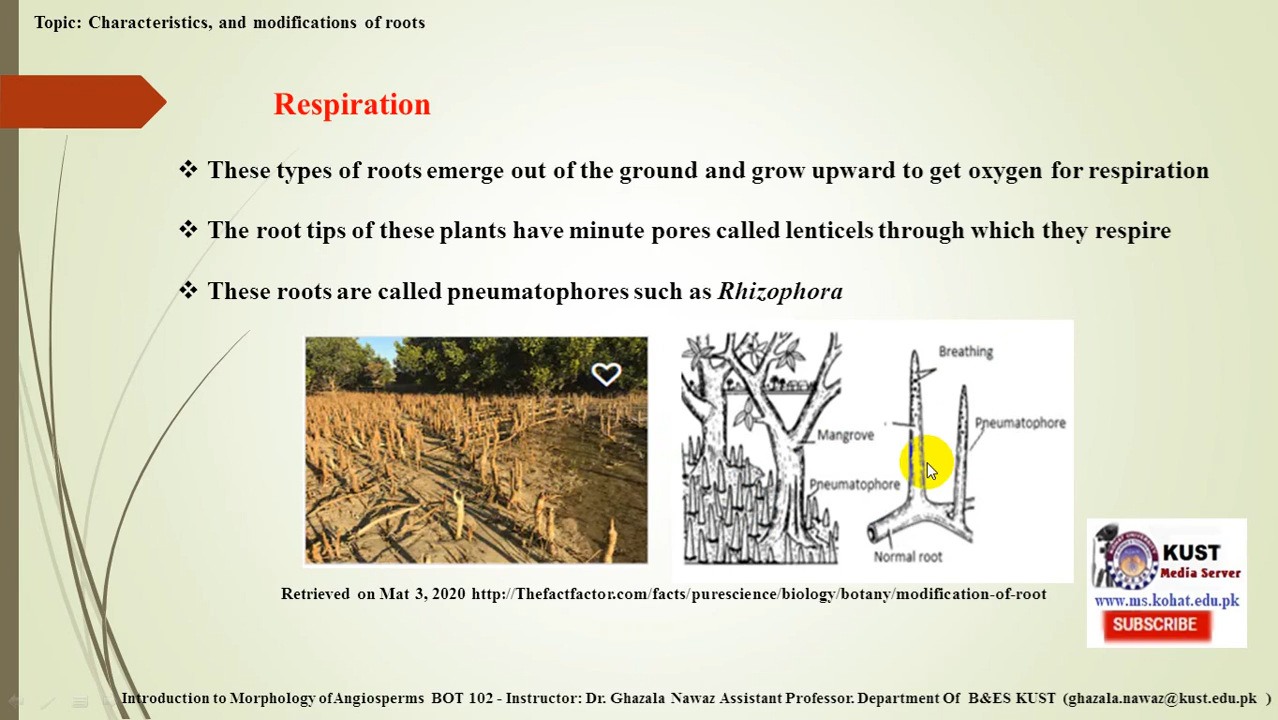 Topic: Characteristics, and modifications of roots
Respiration
❖ These types of roots emerge out of the ground and grow upward to get oxygen for respiration
❖ The root tips of these plants have minute pores called lenticels through which they respire
❖ These roots are called pneumatophores such as Rhizophora
Breathing
Pneumatophore
Mangrove
Pneumatophore
Normal root
Retrieved on Mat 3, 2020 http://Thefactfactor.com/facts/purescience/biology/botany/modification-of-root
KUST
Media Server
www.ms.kohat.edu.pk
SUBSCRIBE
Introduction to Morphology of Angiosperms BOT 102 - Instructor: Dr. Ghazala Nawaz Assistant Professor. Department Of B&ES KUST (ghazala.nawaz@kust.edu.pk )